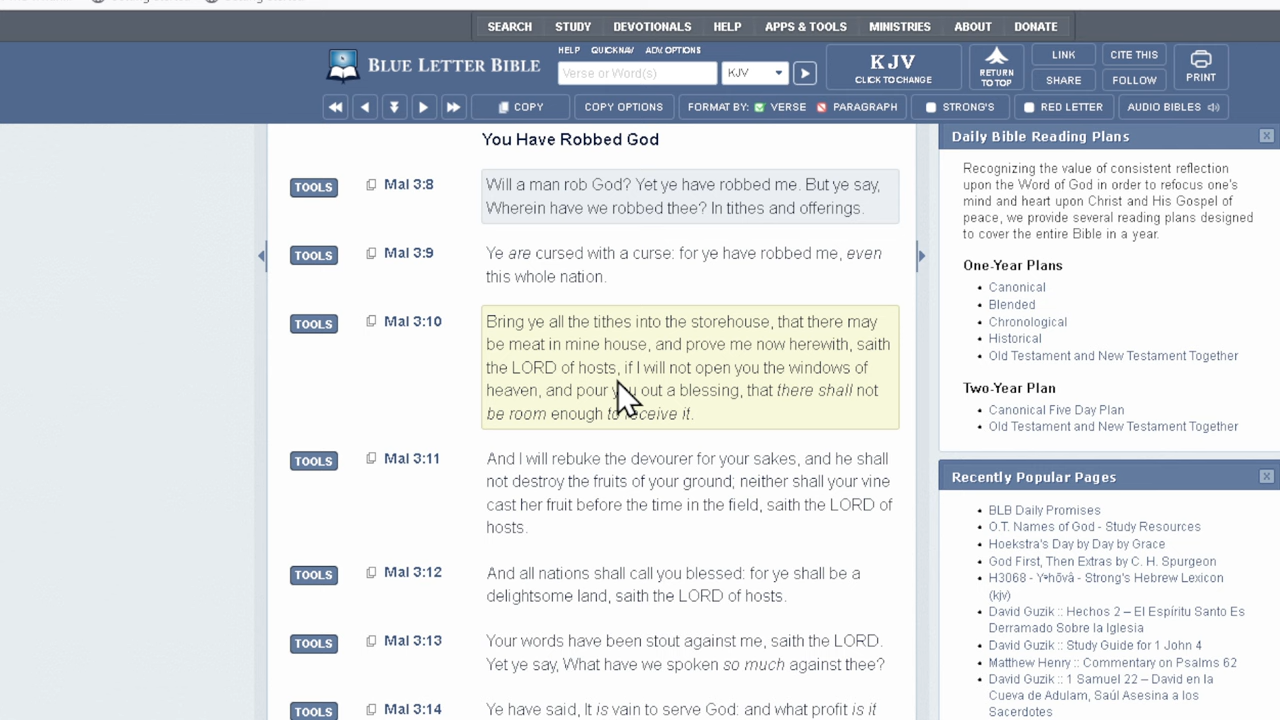 SEARCH STUDY DEVOTIONALS HELP APPS & TOOLS MINISTRIES ABOUT DONATE
BLUE LETTER BIBLE
HELP QUICKNAV ADV. OPTIONS
Verse or Word(s) KJV
KJV
CLICK TO CHANGE
RETURN
TO TOP
LINK CITE THIS
SHARE FOLLOW
PRINT
COPY COPY OPTIONS FORMAT BY: VERSE PARAGRAPH STRONG'S RED LETTER AUDIO BIBLES
You Have Robbed God
TOOLS Mal 3:8 Will a man rob God? Yet ye have robbed me. But ye say,
Wherein have we robbed thee? In tithes and offerings.
TOOLS Mal 3:9 Ye are cursed with a curse: for ye have robbed me, even
this whole nation.
TOOLS Mal 3:10 Bring ye all the tithes into the storehouse, that there may
be meat in mine house, and prove me now herewith, saith
the LORD of hosts, if I will not open you the windows of
heaven, and pour you out a blessing, that there shall not
be room enough to receive it.
TOOLS Mal 3:11 And I will rebuke the devourer for your sakes, and he shall
not destroy the fruits of your ground; neither shall your vine
cast her fruit before the time in the field, saith the LORD of
hosts.
TOOLS Mal 3:12 And all nations shall call you blessed: for ye shall be a
delightsome land, saith the LORD of hosts.
TOOLS Mal 3:13 Your words have been stout against me, saith the LORD.
Yet ye say, What have we spoken so much against thee?
TOOLS Mal 3:14 Ye have said, It is vain to serve God: and what profit is it
Daily Bible Reading Plans
Recognizing the value of consistent reflection
upon the Word of God in order to refocus one's
mind and heart upon Christ and His Gospel of
peace, we provide several reading plans designed
to cover the entire Bible in a year.
One-Year Plans
Canonical
Blended
Chronological
Historical
Old Testament and New Testament Together
Two-Year Plan
Canonical Five Day Plan
Old Testament and New Testament Together
Recently Popular Pages
BLB Daily Promises
O.T. Names of God - Study Resources
Hoekstra's Day by Day by Grace
God First, Then Extras by C. H. Spurgeon
H3068 - Yᵊhōvâ - Strong's Hebrew Lexicon
(kjv)
David Guzik :: Hechos 2 – El Espíritu Santo Es
Derramado Sobre la Iglesia
David Guzik :: Study Guide for 1 John 4
Matthew Henry :: Commentary on Psalms 62
David Guzik :: 1 Samuel 22 – David en la
Cueva de Adulam, Saúl Asesina a los
Sacerdotes